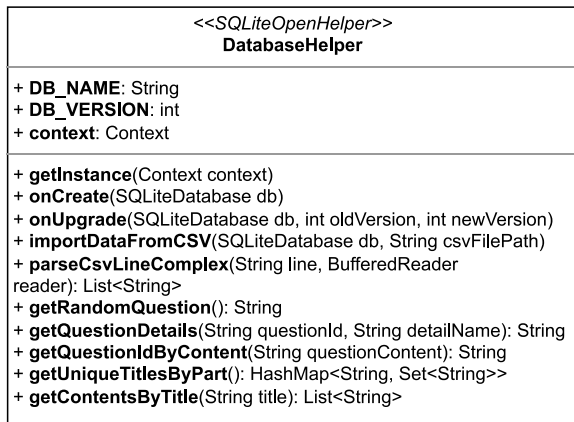 <<SQLiteOpenHelper>>
DatabaseHelper
+ DB_NAME: String
+ DB_VERSION: int
+ context: Context
+ getInstance(Context context)
+ onCreate(SQLiteDatabase db)
+ onUpgrade(SQLiteDatabase db, int oldVersion, int newVersion)
+ importDataFromCSV(SQLiteDatabase db, String csvFilePath)
+ parseCsvLineComplex(String line, BufferedReader
reader): List<String>
+ getRandomQuestion(): String
+ getQuestionDetails(String questionId, String detailName): String
+ getQuestionIdByContent(String questionContent): String
+ getUniqueTitlesByPart(): HashMap<String, Set<String>>
+ getContentsByTitle(String title): List<String>